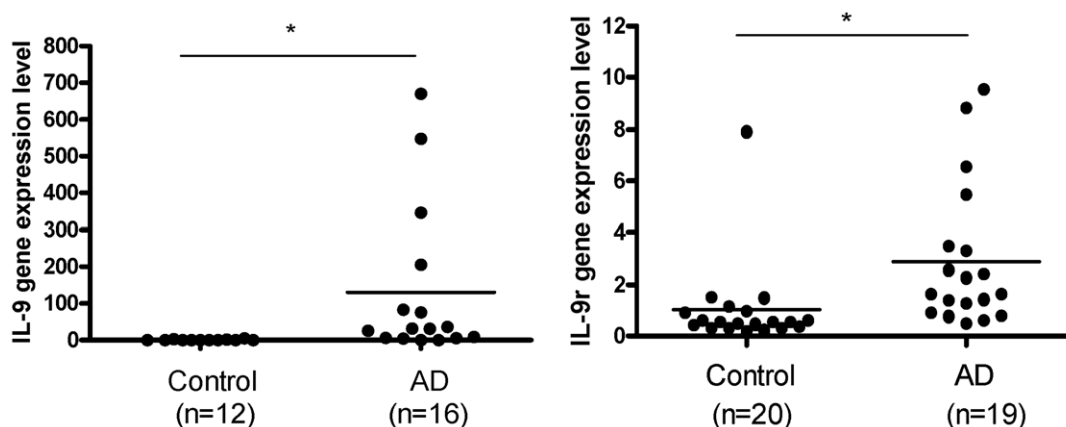 IL-9 gene expression level
800
700
600
500
400
300
200
100
0
*
Control
(n=12)
AD
(n=16)
IL-9r gene expression level
12
10
8
6
4
2
0
*
Control
(n=20)
AD
(n=19)